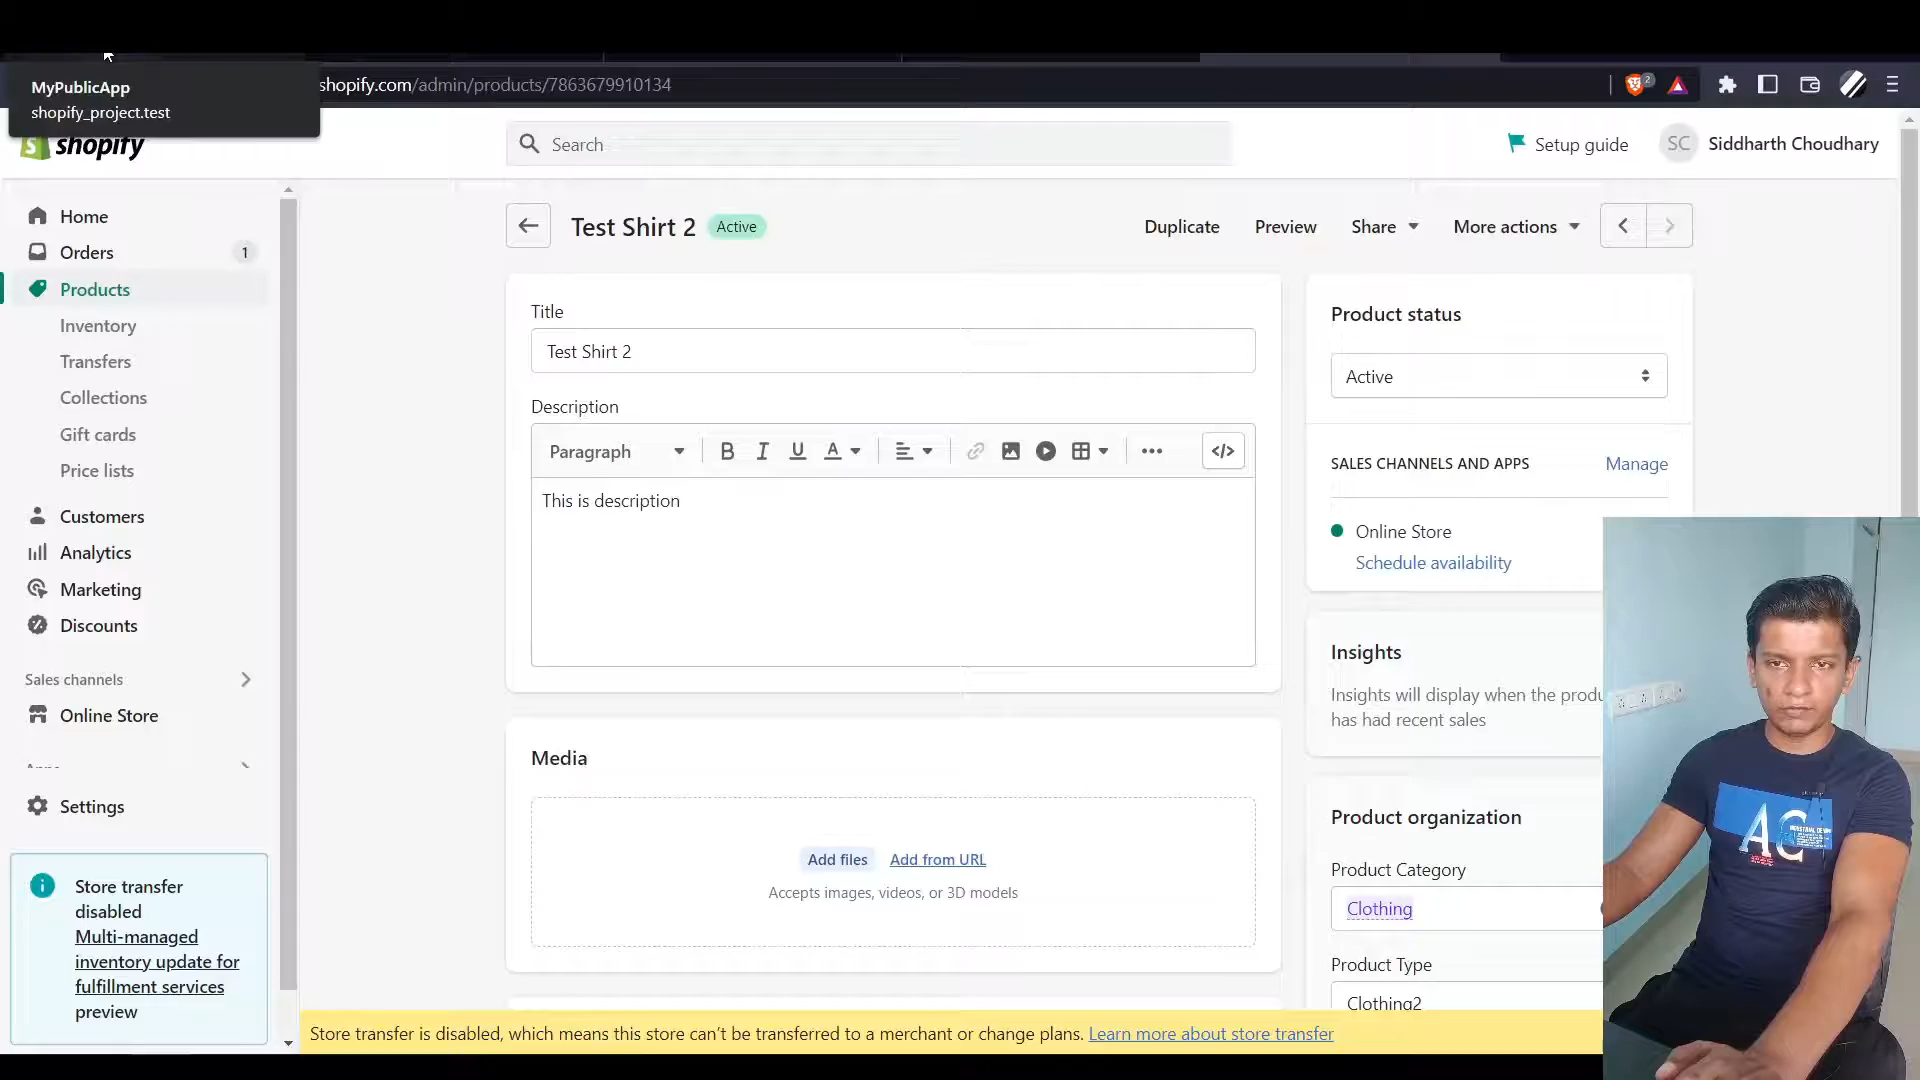 MyPublicApp
shopify_project.test
shopify.com/admin/products/7863679910134
2
shopify
Search
Setup guide
SC
Siddharth Choudhary
Home
Orders
1
Products
Inventory
Transfers
Collections
Gift cards
Price lists
Customers
Analytics
Marketing
Discounts
Sales channels
Online Store
Settings
Store transfer
disabled
Multi-managed
inventory update for
fulfillment services
preview
Test Shirt 2
Active
Duplicate
Preview
Share
More actions
Title
Test Shirt 2
Description
Paragraph
B
I
U
A
</>
This is description
Media
Add files
Add from URL
Accepts images, videos, or 3D models
Product status
Active
SALES CHANNELS AND APPS
Manage
Online Store
Schedule availability
Insights
Insights will display when the produ
has had recent sales
Product organization
Product Category
Clothing
Product Type
Clothing2
Store transfer is disabled, which means this store can't be transferred to a merchant or change plans. Learn more about store transfer
AC